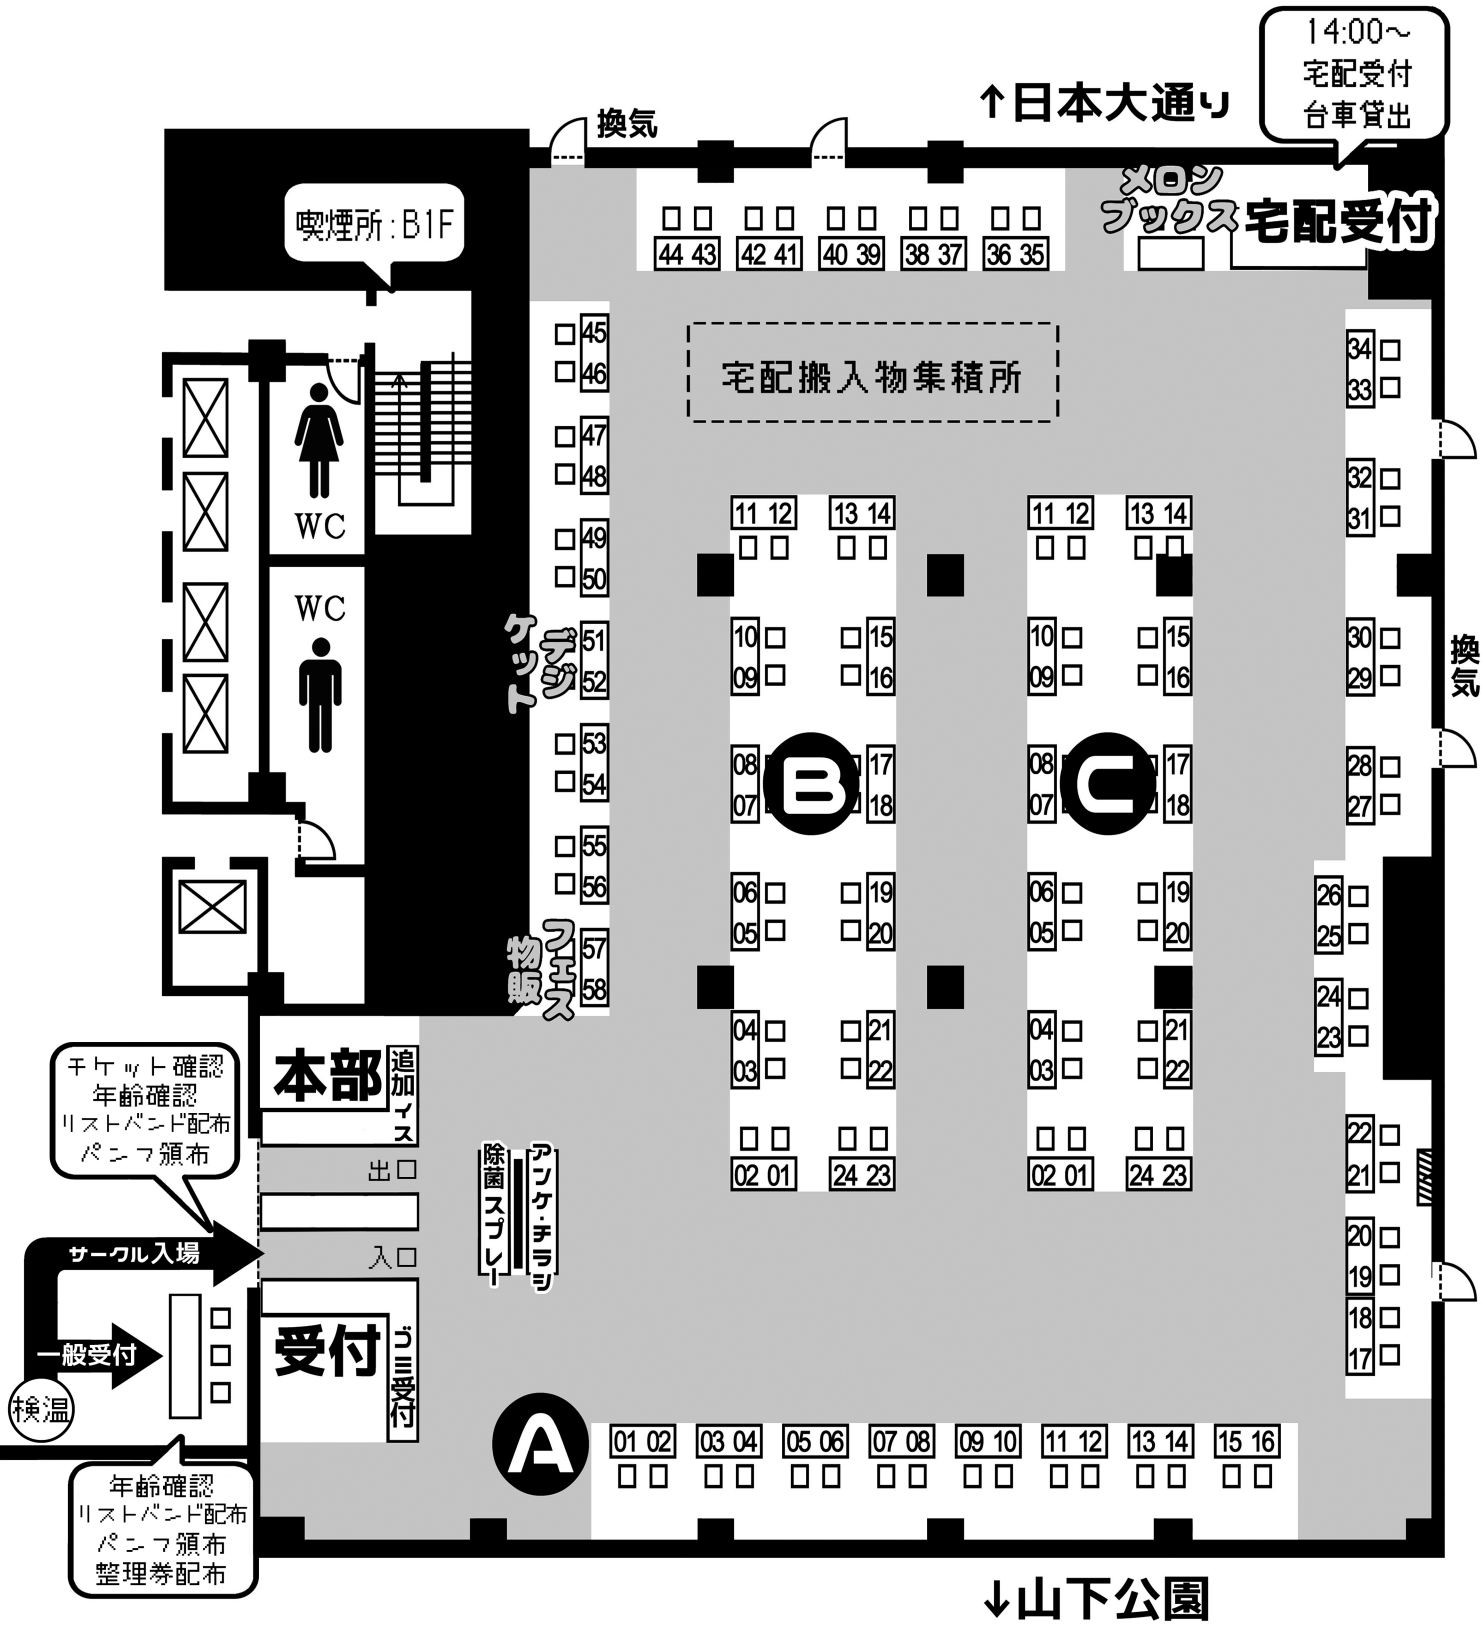 14:00～
宅配受付
台車貸出
↑日本大通り
換気
喫煙所:B1F
メロン
ブックス
宅配受付
44 43
42 41
40 39
38 37
36 35
45
46
47
48
49
50
デジ
ケット
51
52
53
54
55
56
フェス
物販
57
58
宅配搬入物集積所
34
33
32
31
30
29
換気
28
27
26
25
24
23
22
21
20
19
18
17
WC
WC
11 12
13 14
10
09
15
16
08
07
B
17
18
06
05
19
20
04
03
21
22
02 01
24 23
11 12
13 14
10
09
15
16
08
07
C
17
18
06
05
19
20
04
03
21
22
02 01
24 23
本部
追加イス
出口
入口
除菌スプレー
アンケ・チラシ
受付
ゴミ受付
チケット確認
年齢確認
リストバンド配布
パンフ頒布
サークル入場
一般受付
検温
年齢確認
リストバンド配布
パンフ頒布
整理券配布
A
01 02
03 04
05 06
07 08
09 10
11 12
13 14
15 16
↓山下公園